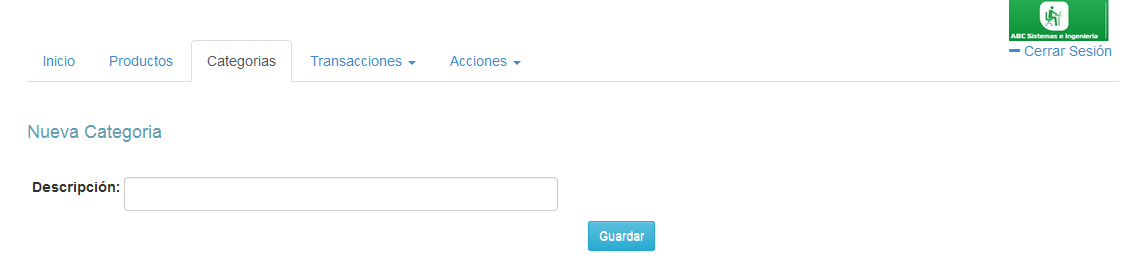 ABC Sistemas e Ingenieria
Cerrar Sesión
Inicio Productos Categorias Transacciones Acciones
Nueva Categoria
Descripción:
Guardar